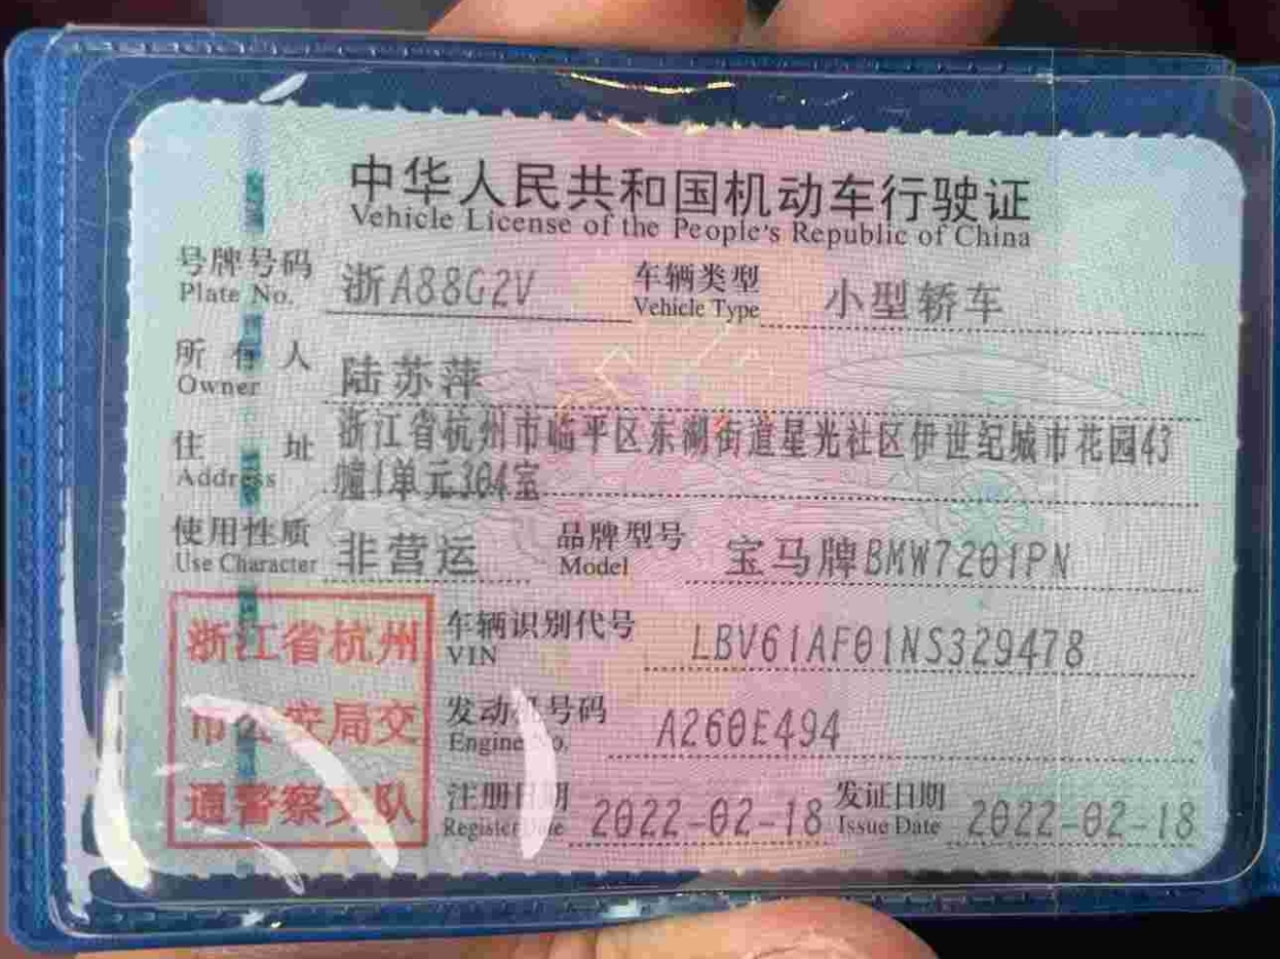 中华人民共和国机动车行驶证
Vehicle License of the People's Republic of China
号牌号码 浙A88G2V 车辆类型 小型轿车
Plate No. Vehicle Type
所有人 陆苏萍
Owner
住址 浙江省杭州市临平区东湖街道星光社区伊世纪城市花园43
Address 幢1单元304室
使用性质 非营运 品牌型号 宝马牌BMW7201PN
Use Character Model
浙江省杭州
市公安局交
通警察支队
车辆识别代号 LBV61AF01NS329478
VIN
发动机号码 A260E494
Engine No.
注册日期 2022-02-18 发证日期 2022-02-18
Register Date Issue Date